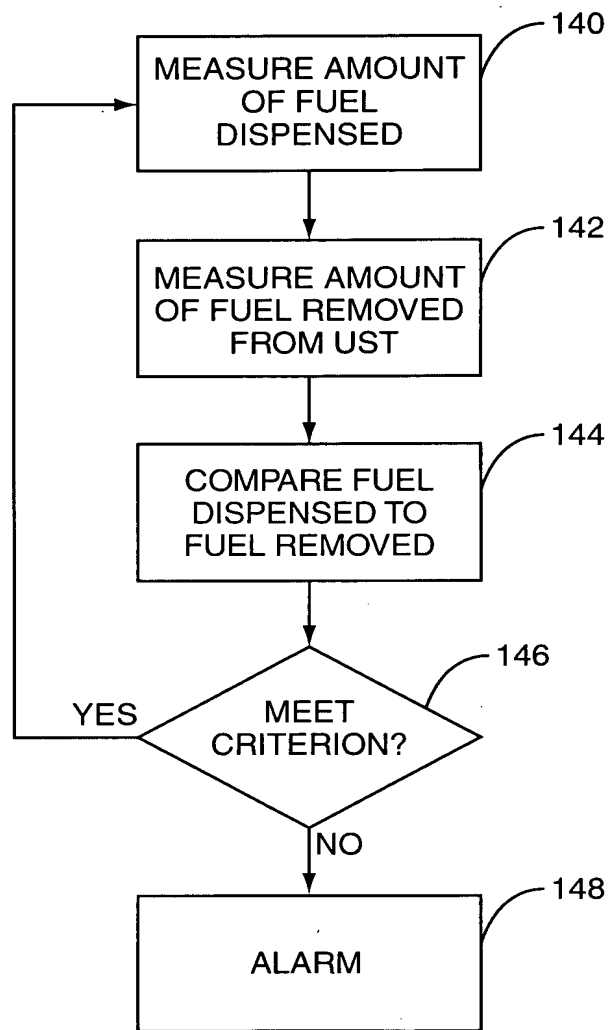 140
MEASURE AMOUNT
OF FUEL
DISPENSED
142
MEASURE AMOUNT
OF FUEL REMOVED
FROM UST
144
COMPARE FUEL
DISPENSED TO
FUEL REMOVED
146
YES
MEET
CRITERION?
NO
148
ALARM